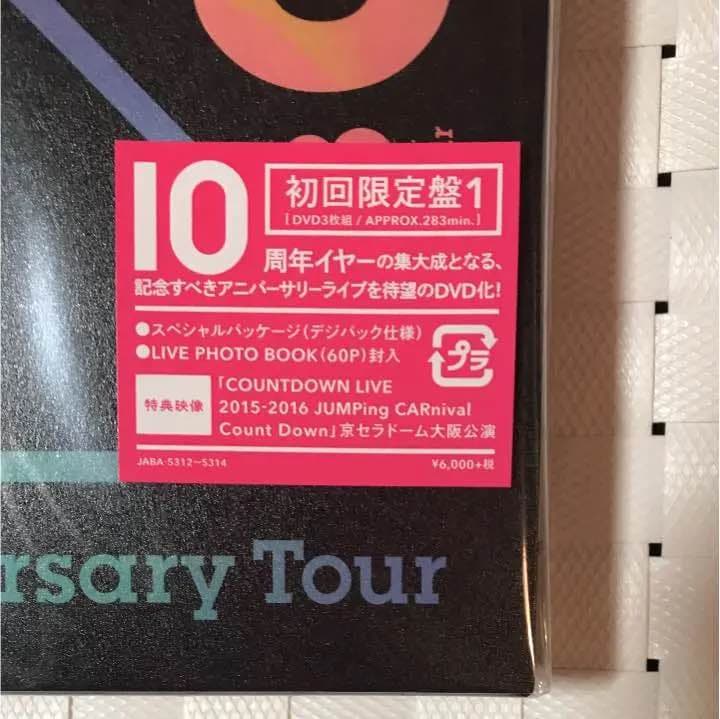 10
初回限定盤1
[DVD3枚組 / APPROX.283min.]
周年イヤーの集大成となる、
記念すべきアニバーサリーライブを待望のDVD化!
●スペシャルパッケージ(デジパック仕様)
●LIVE PHOTO BOOK(60P)封入
プラ
特典映像
「COUNTDOWN LIVE
2015-2016 JUMPing CARnival
Count Down」京セラドーム大阪公演
JABA-5312〜5314
¥6,000+税
rsary Tour